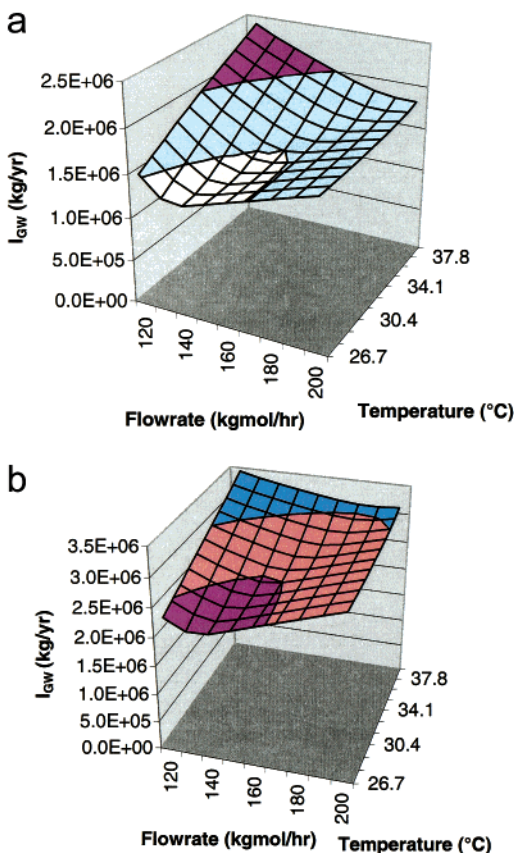 a
2.5E+06
2.0E+06
1.5E+06
1.0E+06
5.0E+05
0.0E+00
I_GW (kg/yr)
120
140
160
180
200
Flowrate (kgmol/hr)
37.8
34.1
30.4
26.7
Temperature (°C)
b
3.5E+06
3.0E+06
2.5E+06
2.0E+06
1.5E+06
1.0E+06
5.0E+05
0.0E+00
I_GW (kg/yr)
120
140
160
180
200
Flowrate (kgmol/hr)
37.8
34.1
30.4
26.7
Temperature (°C)